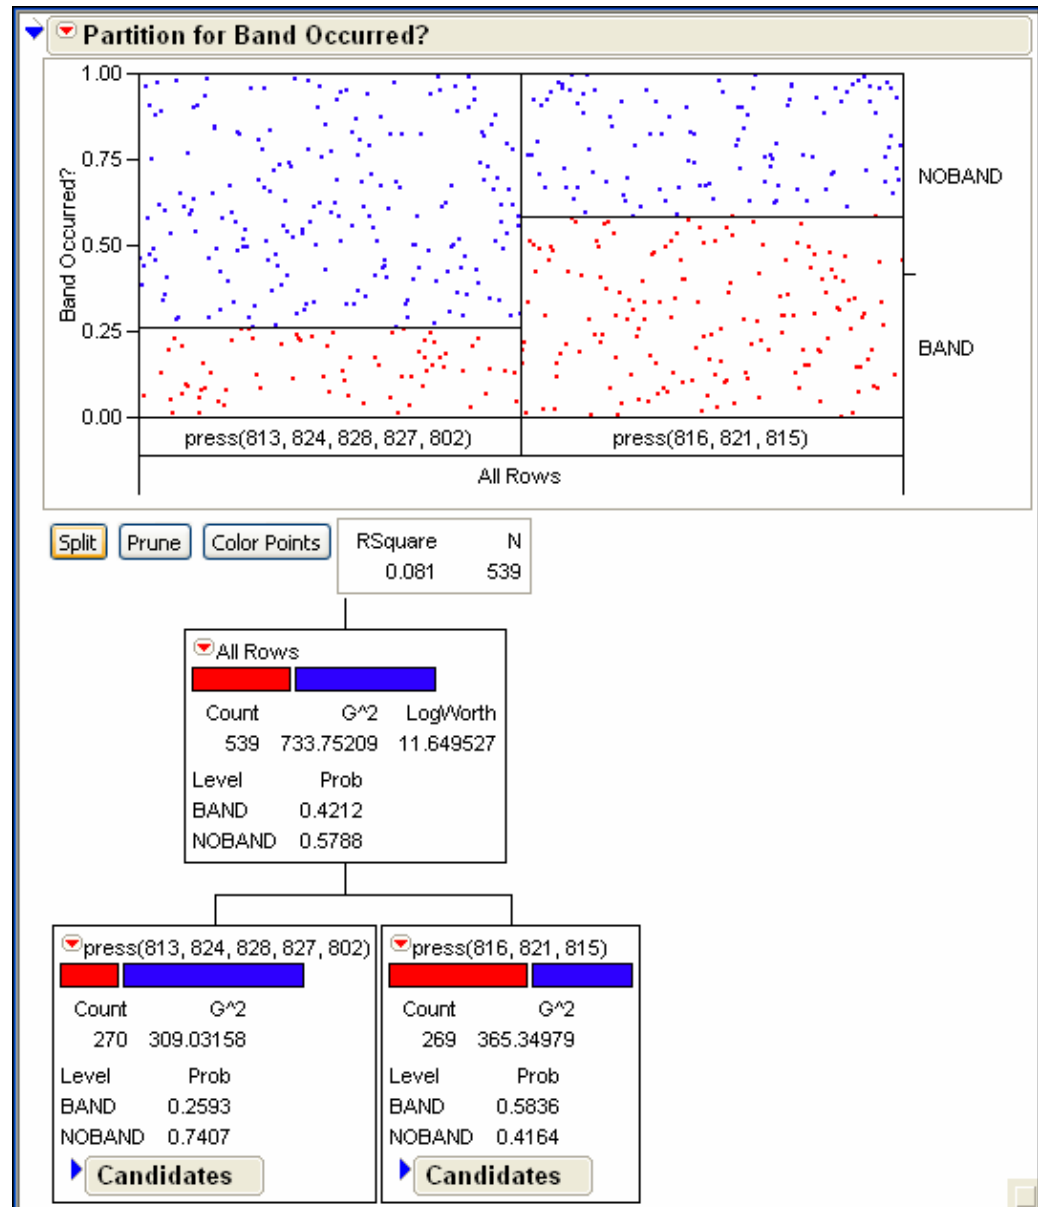 Partition for Band Occurred?
1.00
0.75
0.50
0.25
0.00
Band Occurred?
NOBAND
BAND
press(813, 824, 828, 827, 802) press(816, 821, 815)
All Rows
Split Prune Color Points
RSquare N
0.081 539
All Rows
Count G^2 LogWorth
539 733.75209 11.649527
Level Prob
BAND 0.4212
NOBAND 0.5788
press(813, 824, 828, 827, 802)
Count G^2
270 309.03158
Level Prob
BAND 0.2593
NOBAND 0.7407
Candidates
press(816, 821, 815)
Count G^2
269 365.34979
Level Prob
BAND 0.5836
NOBAND 0.4164
Candidates